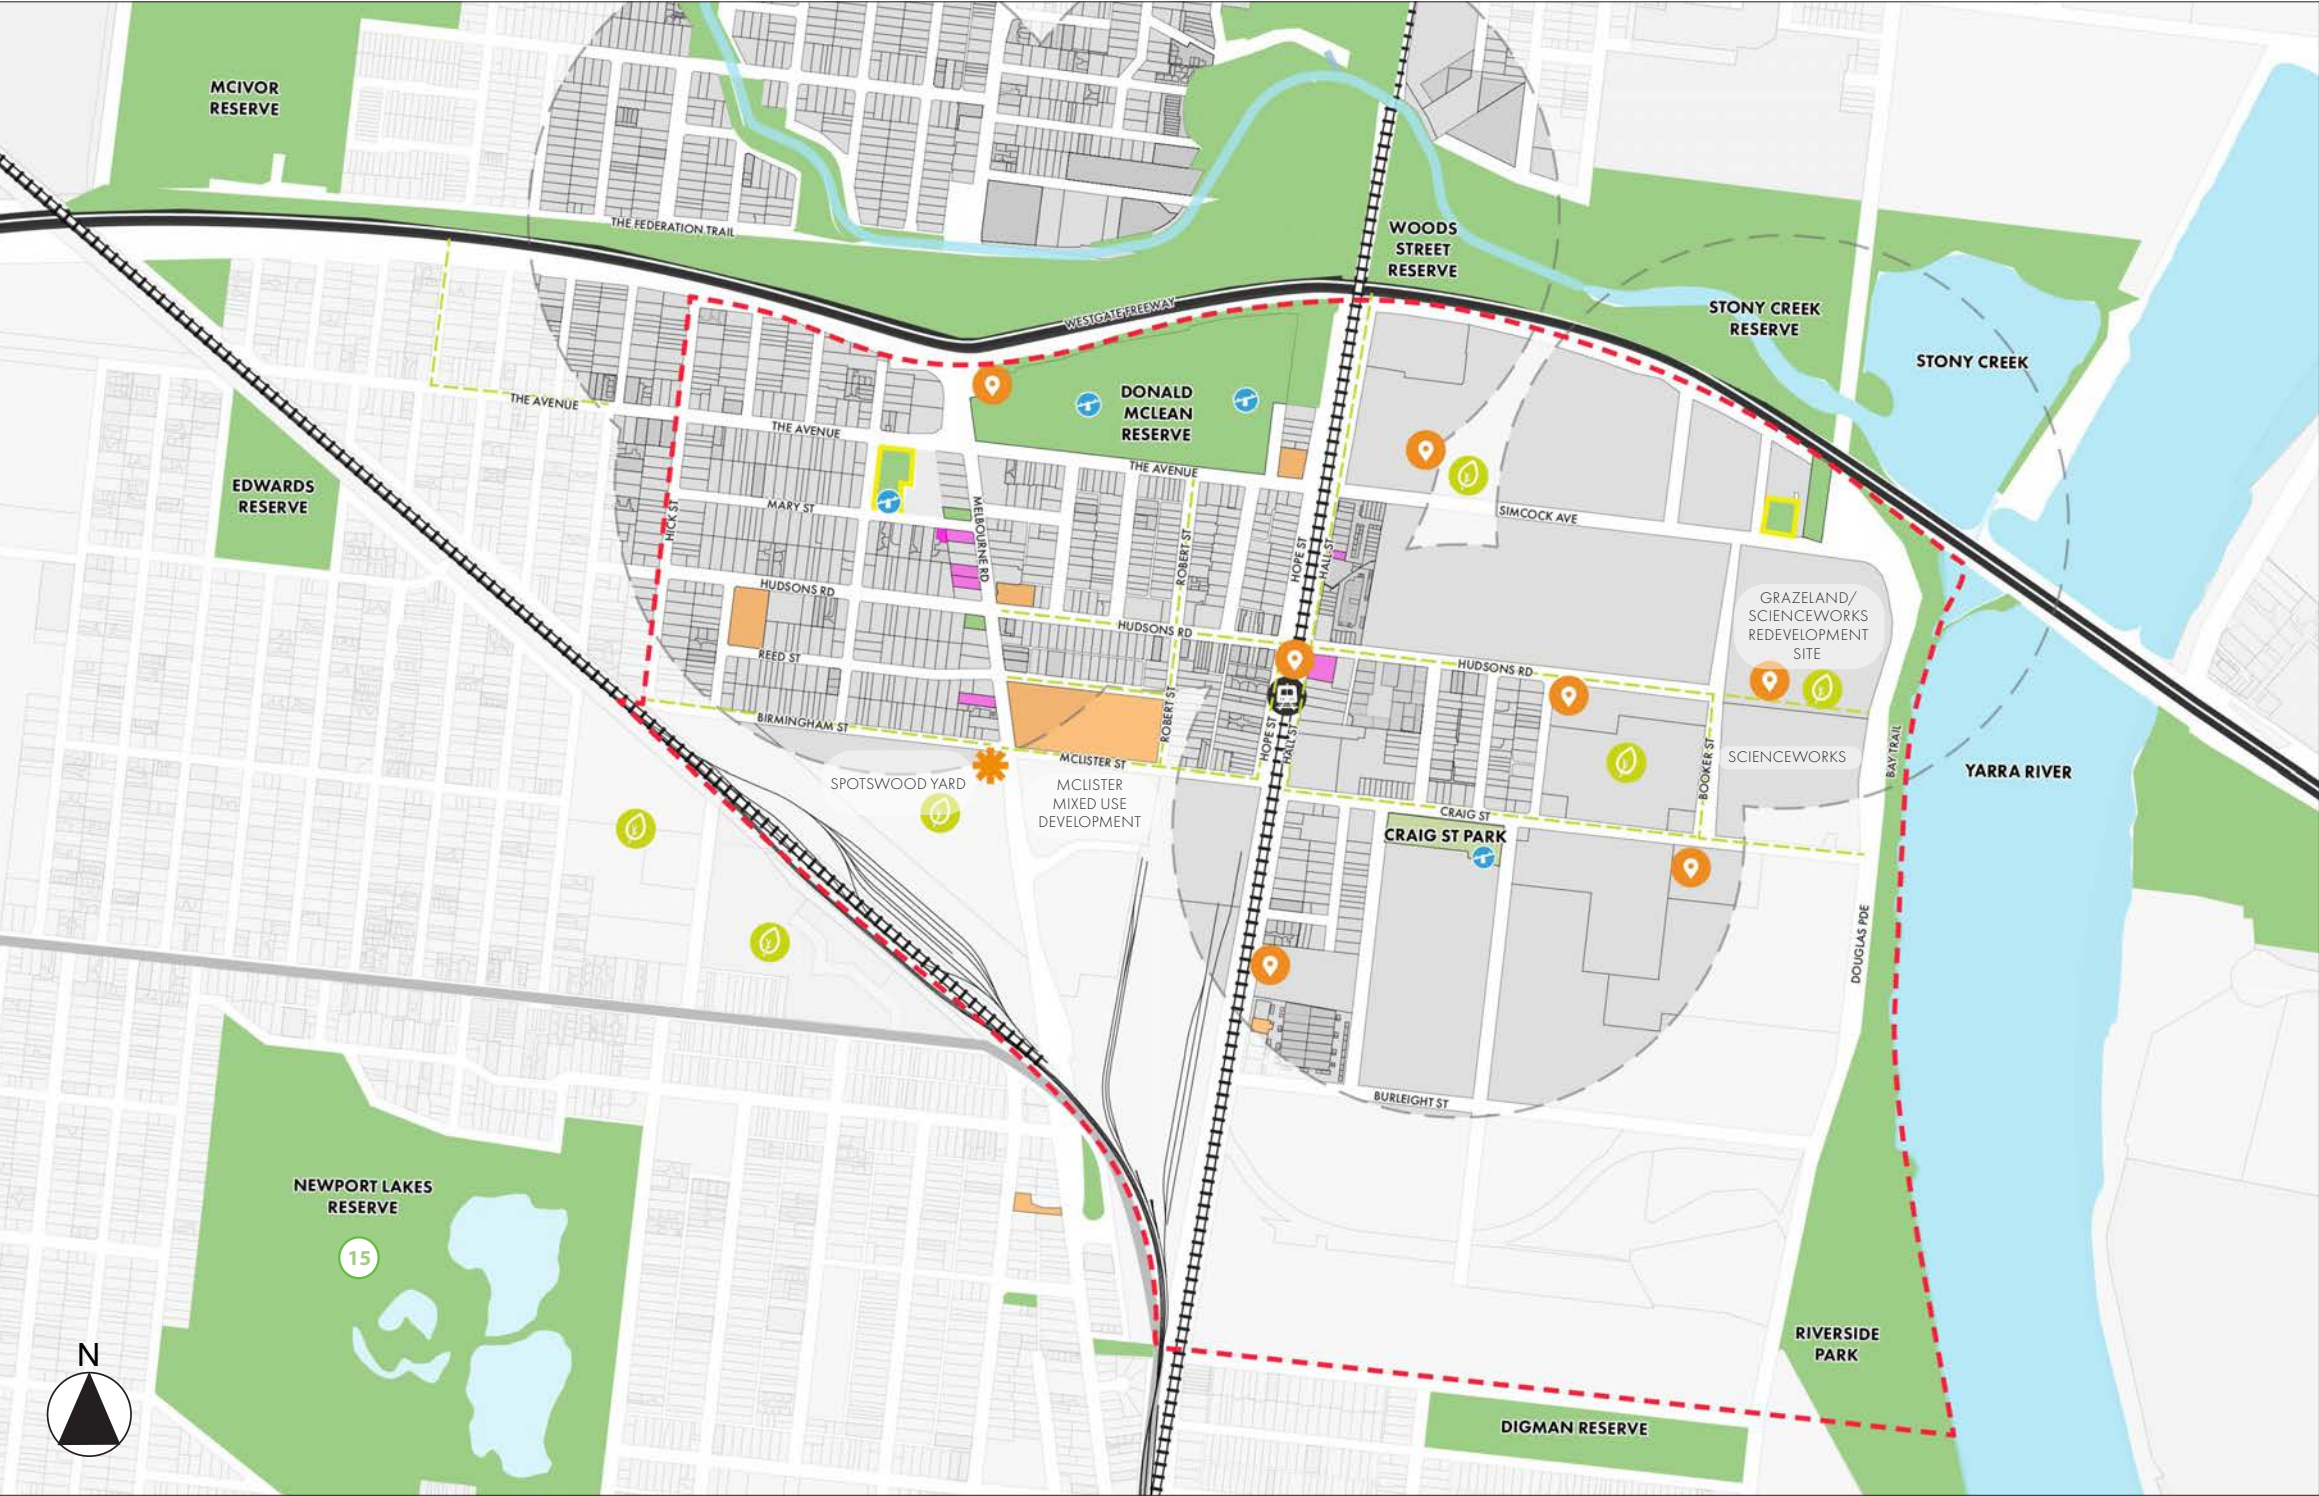 MCIVOR
RESERVE
THE FEDERATION TRAIL
WOODS
STREET
RESERVE
WESTGATE FREEWAY
STONY CREEK
RESERVE
STONY CREEK
DONALD
MCLEAN
RESERVE
THE AVENUE
THE AVENUE
THE AVENUE
EDWARDS
RESERVE
HICK ST
MARY ST
MELBOURNE RD
ROBERT ST
HOPE ST
HALL ST
SIMCOCK AVE
HUDSONS RD
HUDSONS RD
HUDSONS RD
GRAZELAND/
SCIENCEWORKS
REDEVELOPMENT
SITE
REED ST
ROBERT ST
HOPE ST
HALL ST
BIRMINGHAM ST
MCLISTER ST
BOOKER ST
SCIENCEWORKS
BAY TRAIL
YARRA RIVER
SPOTSWOOD YARD
MCLISTER
MIXED USE
DEVELOPMENT
CRAIG ST
CRAIG ST PARK
DOUGLAS PDE
BURLEIGHT ST
NEWPORT LAKES
RESERVE
15
RIVERSIDE
PARK
N
DIGMAN RESERVE